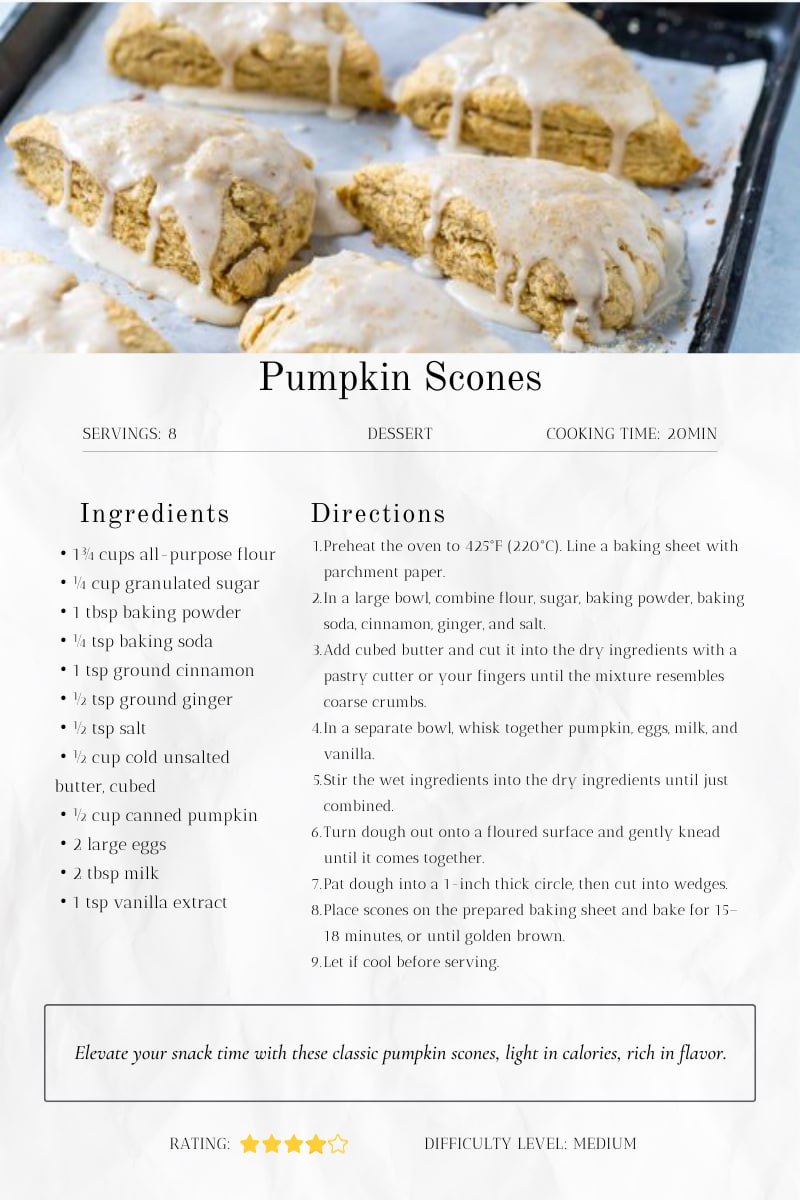 Pumpkin Scones
SERVINGS: 8
DESSERT
COOKING TIME: 20MIN
Ingredients
• 1¾ cups all-purpose flour
• ¼ cup granulated sugar
• 1 tbsp baking powder
• ¼ tsp baking soda
• 1 tsp ground cinnamon
• ½ tsp ground ginger
• ½ tsp salt
• ½ cup cold unsalted
butter, cubed
• ½ cup canned pumpkin
• 2 large eggs
• 2 tbsp milk
• 1 tsp vanilla extract
Directions
1.Preheat the oven to 425°F (220°C). Line a baking sheet with
parchment paper.
2.In a large bowl, combine flour, sugar, baking powder, baking
soda, cinnamon, ginger, and salt.
3.Add cubed butter and cut it into the dry ingredients with a
pastry cutter or your fingers until the mixture resembles
coarse crumbs.
4.In a separate bowl, whisk together pumpkin, eggs, milk, and
vanilla.
5.Stir the wet ingredients into the dry ingredients until just
combined.
6.Turn dough out onto a floured surface and gently knead
until it comes together.
7.Pat dough into a 1-inch thick circle, then cut into wedges.
8.Place scones on the prepared baking sheet and bake for 15–
18 minutes, or until golden brown.
9.Let if cool before serving.
Elevate your snack time with these classic pumpkin scones, light in calories, rich in flavor.
RATING:
DIFFICULTY LEVEL: MEDIUM